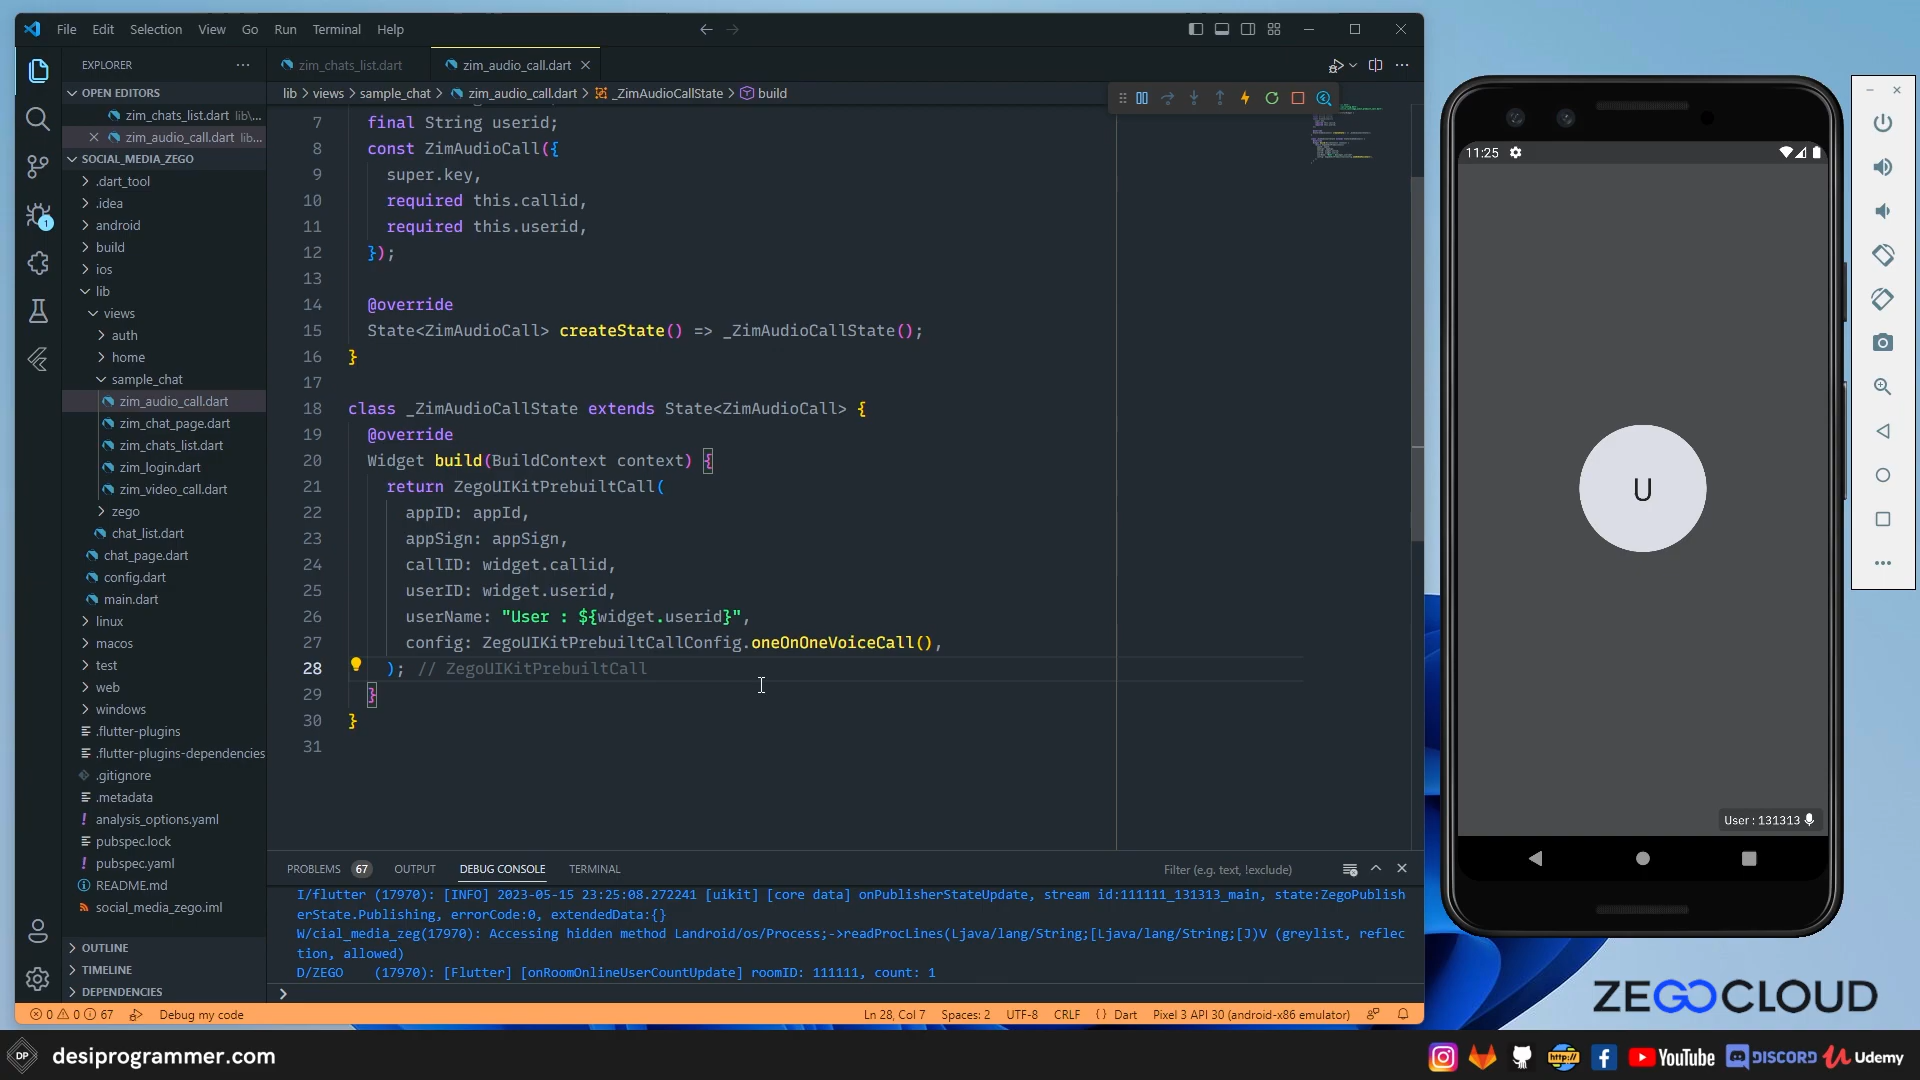 File Edit Selection View Go Run Terminal Help
EXPLORER
OPEN EDITORS
zim_chats_list.dart lib\...
zim_audio_call.dart lib...
SOCIAL_MEDIA_ZEGO
.dart_tool
.idea
android
build
ios
lib
views
auth
home
sample_chat
zim_audio_call.dart
zim_chat_page.dart
zim_chats_list.dart
zim_login.dart
zim_video_call.dart
zego
chat_list.dart
chat_page.dart
config.dart
main.dart
linux
macos
test
web
windows
.flutter-plugins
.flutter-plugins-dependencies
.gitignore
.metadata
analysis_options.yaml
pubspec.lock
pubspec.yaml
README.md
social_media_zego.iml
OUTLINE
TIMELINE
DEPENDENCIES
zim_chats_list.dart zim_audio_call.dart
lib > views > sample_chat > zim_audio_call.dart > _ZimAudioCallState > build
7 final String userid;
8 const ZimAudioCall({
9 super.key,
10 required this.callid,
11 required this.userid,
12 });
13
14 @override
15 State<ZimAudioCall> createState() => _ZimAudioCallState();
16 }
17
18 class _ZimAudioCallState extends State<ZimAudioCall> {
19 @override
20 Widget build(BuildContext context) {
21 return ZegoUIKitPrebuiltCall(
22 appID: appId,
23 appSign: appSign,
24 callID: widget.callid,
25 userID: widget.userid,
26 userName: "User : ${widget.userid}",
27 config: ZegoUIKitPrebuiltCallConfig.oneOnOneVoiceCall(),
28 ); // ZegoUIKitPrebuiltCall
29 }
30 }
31
PROBLEMS 67 OUTPUT DEBUG CONSOLE TERMINAL Filter (e.g. text, !exclude)
I/flutter (17970): [INFO] 2023-05-15 23:25:08.272241 [uikit] [core data] onPublisherStateUpdate, stream id:111111_131313_main, state:ZegoPublish
erState.Publishing, errorCode:0, extendedData:{}
W/cial_media_zeg(17970): Accessing hidden method Landroid/os/Process;->readProcLines(Ljava/lang/String;[Ljava/lang/String;[J)V (greylist, reflec
tion, allowed)
D/ZEGO (17970): [Flutter] [onRoomOnlineUserCountUpdate] roomID: 111111, count: 1
0 0 67 Debug my code Ln 28, Col 7 Spaces: 2 UTF-8 CRLF {} Dart Pixel 3 API 30 (android-x86 emulator)
1
11:25
U
User : 131313
ZEGOCLOUD
DP desiprogrammer.com
http:// YouTube DISCORD Udemy